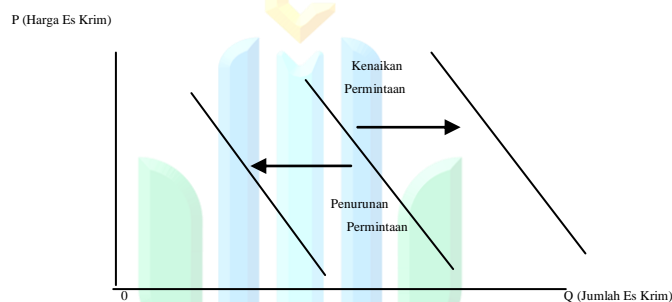 P (Harga Es Krim)
Kenaikan
Permintaan
Penurunan
Permintaan
0
Q (Jumlah Es Krim)